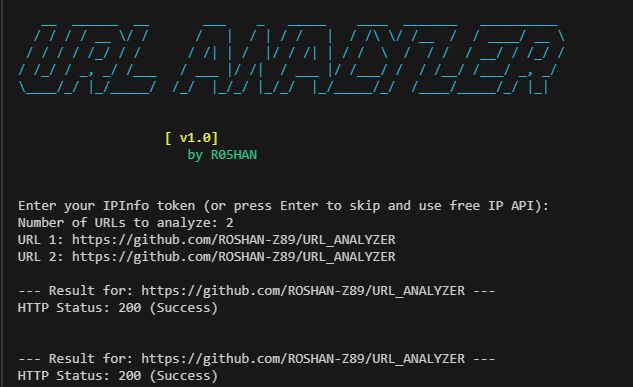 URL ANALYZER
[ v1.0]
by R05HAN
Enter your IPInfo token (or press Enter to skip and use free IP API):
Number of URLs to analyze: 2
URL 1: https://github.com/ROSHAN-Z89/URL_ANALYZER
URL 2: https://github.com/ROSHAN-Z89/URL_ANALYZER
--- Result for: https://github.com/ROSHAN-Z89/URL_ANALYZER ---
HTTP Status: 200 (Success)
--- Result for: https://github.com/ROSHAN-Z89/URL_ANALYZER ---
HTTP Status: 200 (Success)